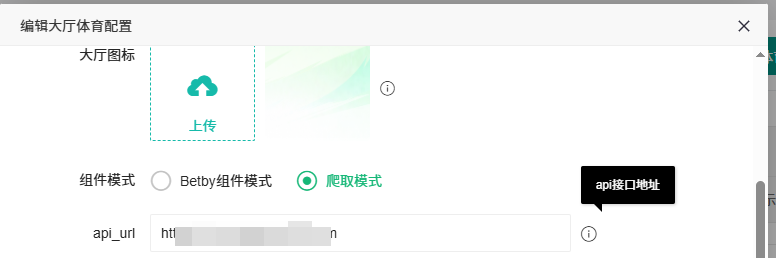 编辑大厅体育配置
大厅图标
上传
组件模式 Betby组件模式 爬取模式
api接口地址
api_url